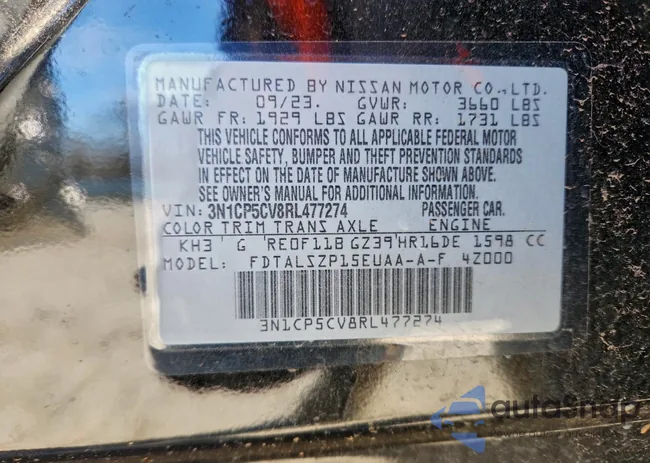 MANUFACTURED BY NISSAN MOTOR CO.,LTD.
DATE: 09/23. GVWR: 3660 LBS
GAWR FR: 1929 LBS GAWR RR: 1731 LBS
THIS VEHICLE CONFORMS TO ALL APPLICABLE FEDERAL MOTOR
VEHICLE SAFETY, BUMPER AND THEFT PREVENTION STANDARDS
IN EFFECT ON THE DATE OF MANUFACTURE SHOWN ABOVE.
SEE OWNER'S MANUAL FOR ADDITIONAL INFORMATION.
VIN: 3N1CP5CV8RL477274 PASSENGER CAR.
COLOR TRIM TRANS AXLE ENGINE
KH3 G RE0F11B GZ39 HR16DE 1598 CC
MODEL: FDTALSZP15EUAA-A-F 4Z000
3N1CP5CV8RL477274
autosnap